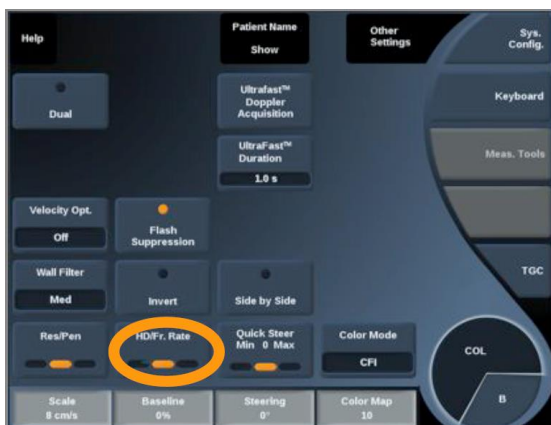 Help
Patient Name
Show
Other
Settings
Sys.
Config.
Dual
Ultrafast™
Doppler
Acquisition
Keyboard
UltraFast™
Duration
1.0 s
Meas. Tools
Velocity Opt.
Off
Flash
Suppression
Wall Filter
Med
Invert
Side by Side
TGC
Res/Pen
HD/Fr. Rate
Quick Steer
Min 0 Max
Color Mode
CFI
COL
B
Scale
8 cm/s
Baseline
0%
Steering
0°
Color Map
10